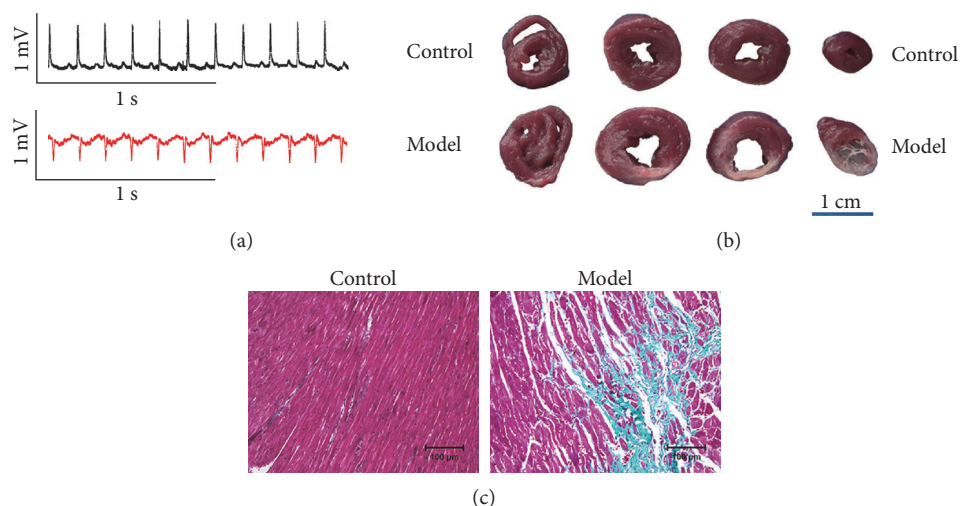 1 mV
1 s
1 mV
1 s
(a)
Control
Control
Model
Model
1 cm
(b)
Control
Model
100 μm
100 μm
(c)